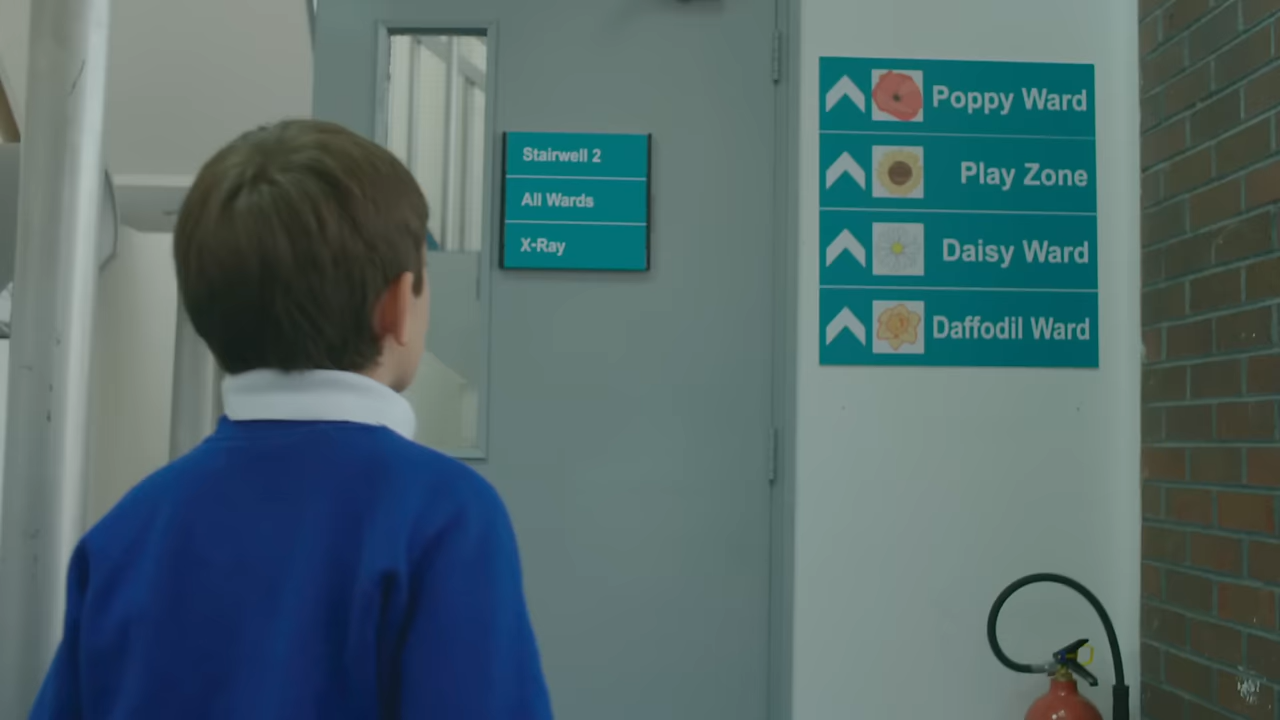 Stairwell 2
All Wards
X-Ray
Poppy Ward
Play Zone
Daisy Ward
Daffodil Ward